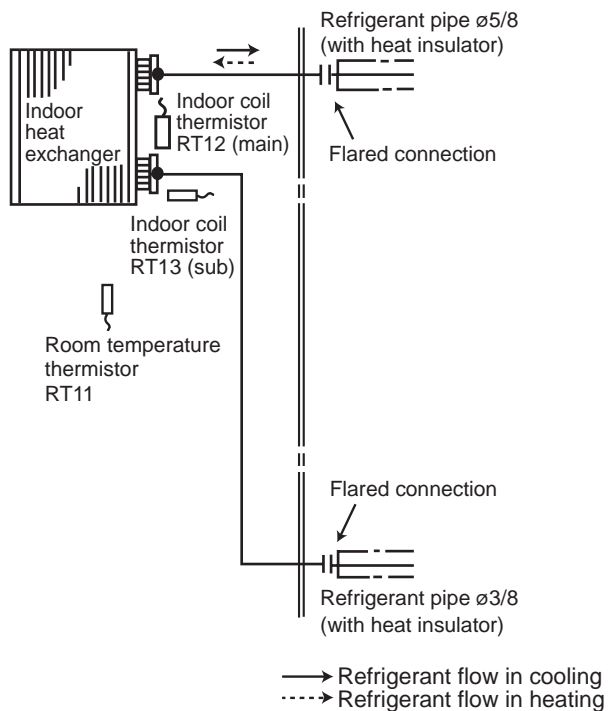 Refrigerant pipe ø5/8
(with heat insulator)
Indoor
heat
exchanger
Indoor coil
thermistor
RT12 (main)
Flared connection
Indoor coil
thermistor
RT13 (sub)
Room temperature
thermistor
RT11
Flared connection
Refrigerant pipe ø3/8
(with heat insulator)
Refrigerant flow in cooling
Refrigerant flow in heating